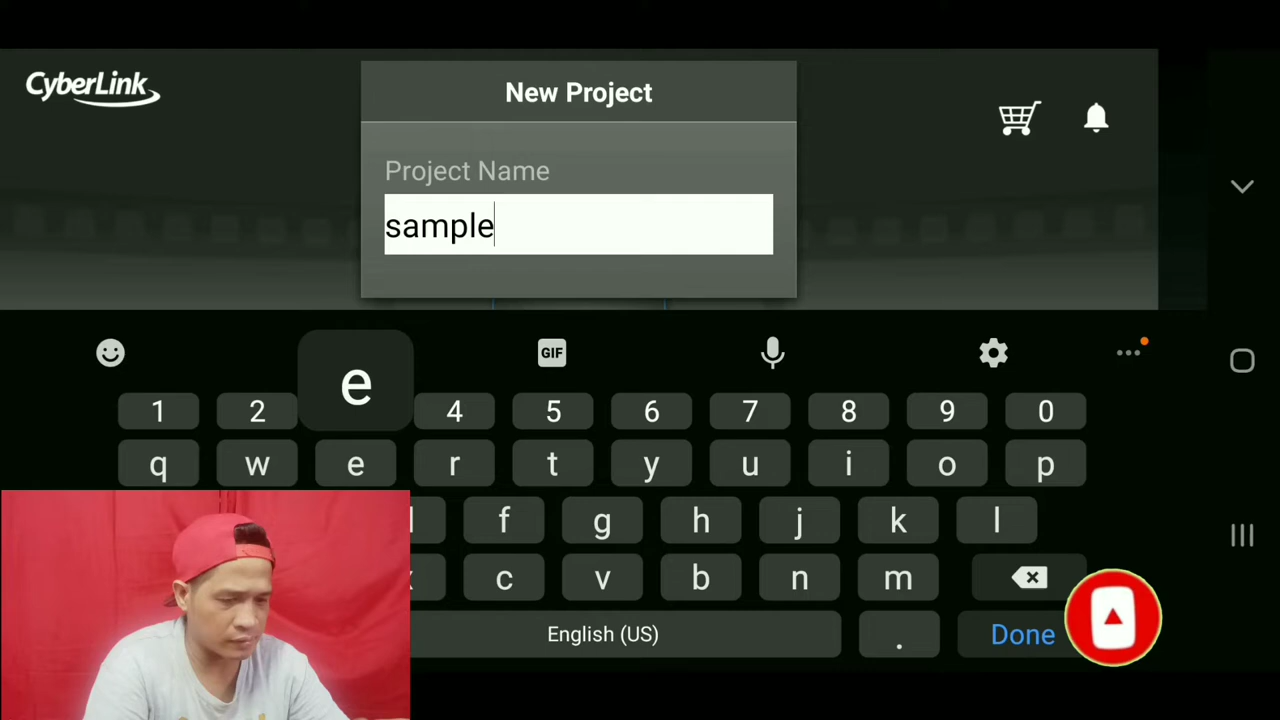 CyberLink
New Project
Project Name
sample
e
GIF
1 2 4 5 6 7 8 9 0
q w e r t y u i o p
f g h j k l
c v b n m
English (US) . Done